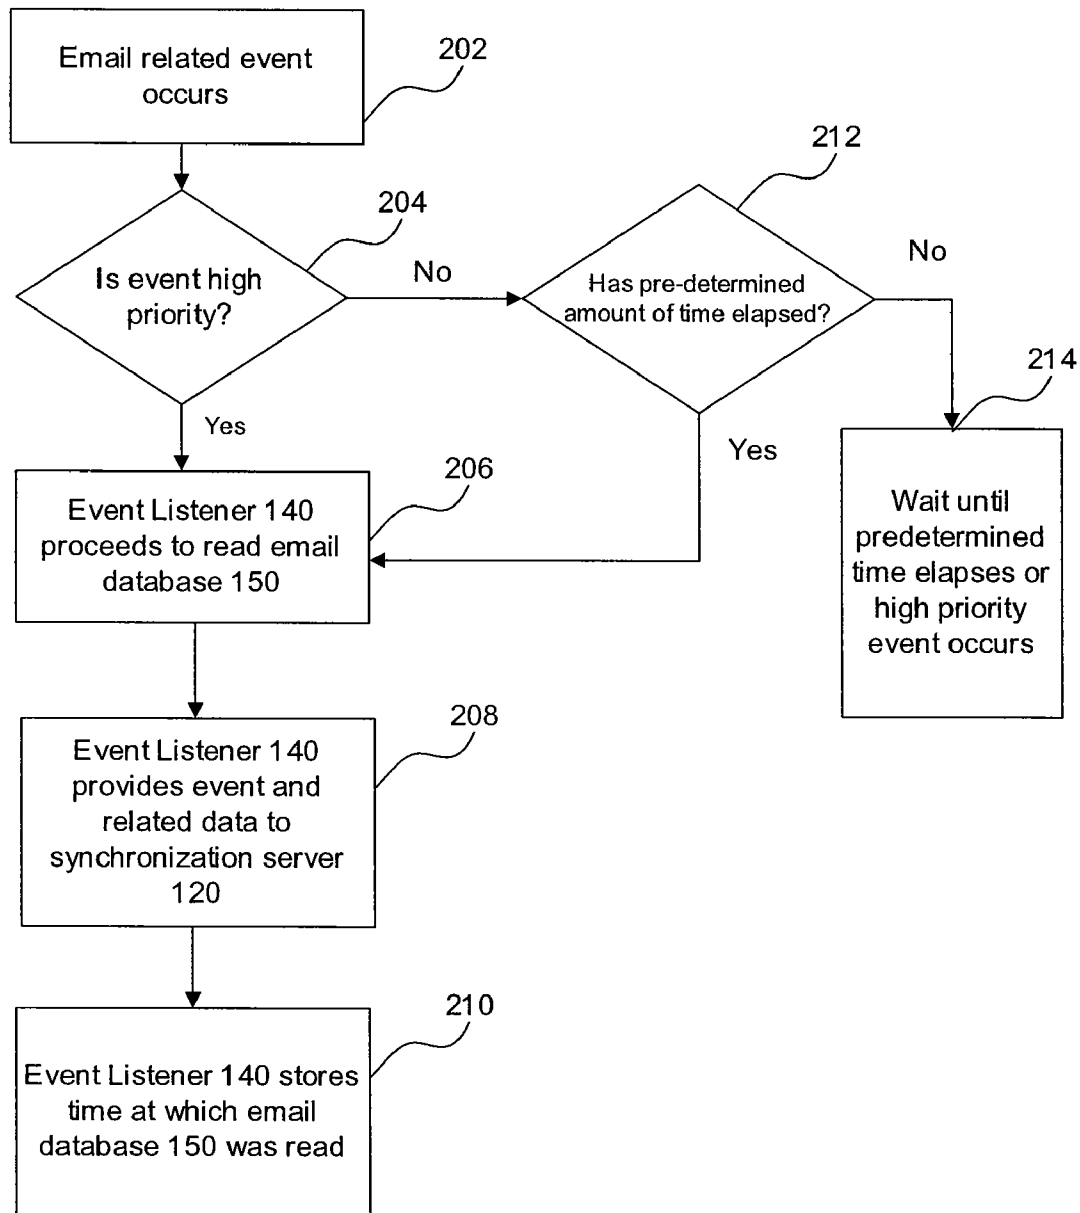 Email related event
occurs
202
Is event high
priority?
204
No
Yes
Has pre-determined
amount of time elapsed?
212
No
Yes
Wait until
predetermined
time elapses or
high priority
event occurs
214
Event Listener 140
proceeds to read email
database 150
206
Event Listener 140
provides event and
related data to
synchronization server
120
208
Event Listener 140 stores
time at which email
database 150 was read
210